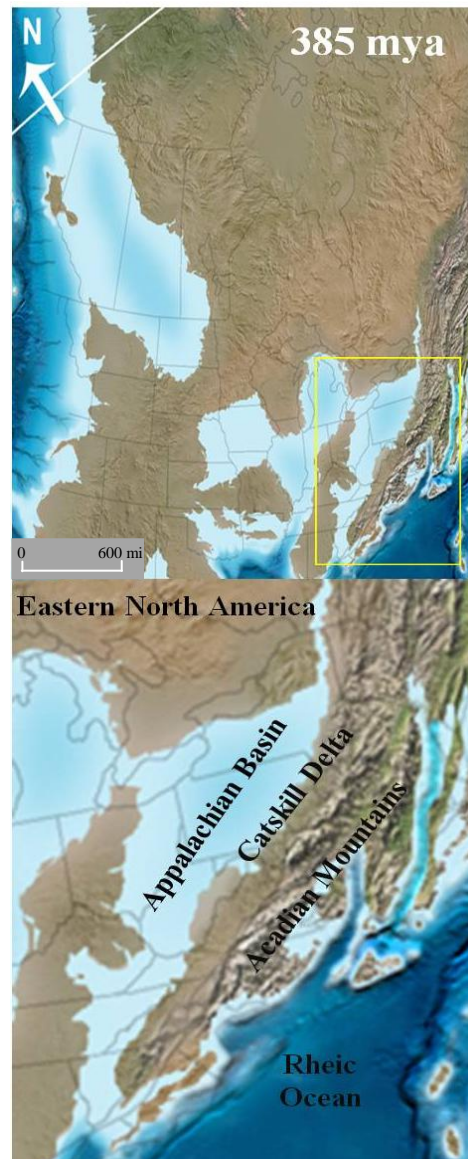 N
385 mya
0 600 mi
Eastern North America
Appalachian Basin
Catskill Delta
Acadian Mountains
Rheic
Ocean